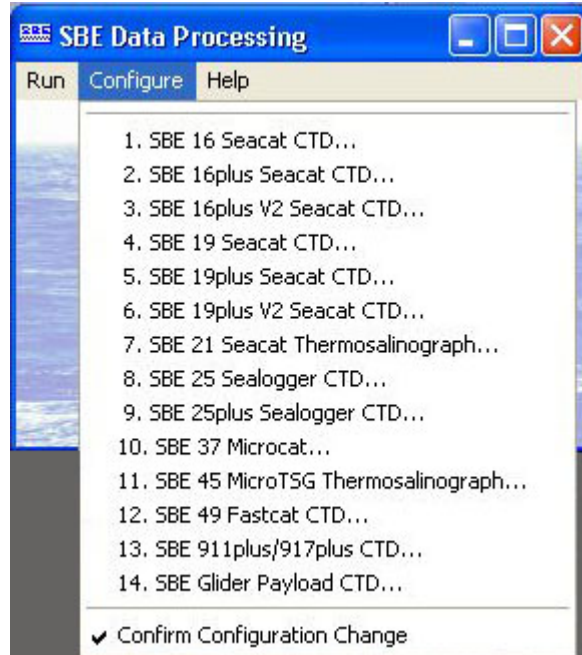 SBE Data Processing
Run Configure Help
1. SBE 16 Seacat CTD...
2. SBE 16plus Seacat CTD...
3. SBE 16plus V2 Seacat CTD...
4. SBE 19 Seacat CTD...
5. SBE 19plus Seacat CTD...
6. SBE 19plus V2 Seacat CTD...
7. SBE 21 Seacat Thermosalinograph...
8. SBE 25 Sealogger CTD...
9. SBE 25plus Sealogger CTD...
10. SBE 37 Microcat...
11. SBE 45 MicroTSG Thermosalinograph...
12. SBE 49 Fastcat CTD...
13. SBE 911plus/917plus CTD...
14. SBE Glider Payload CTD...
✓ Confirm Configuration Change